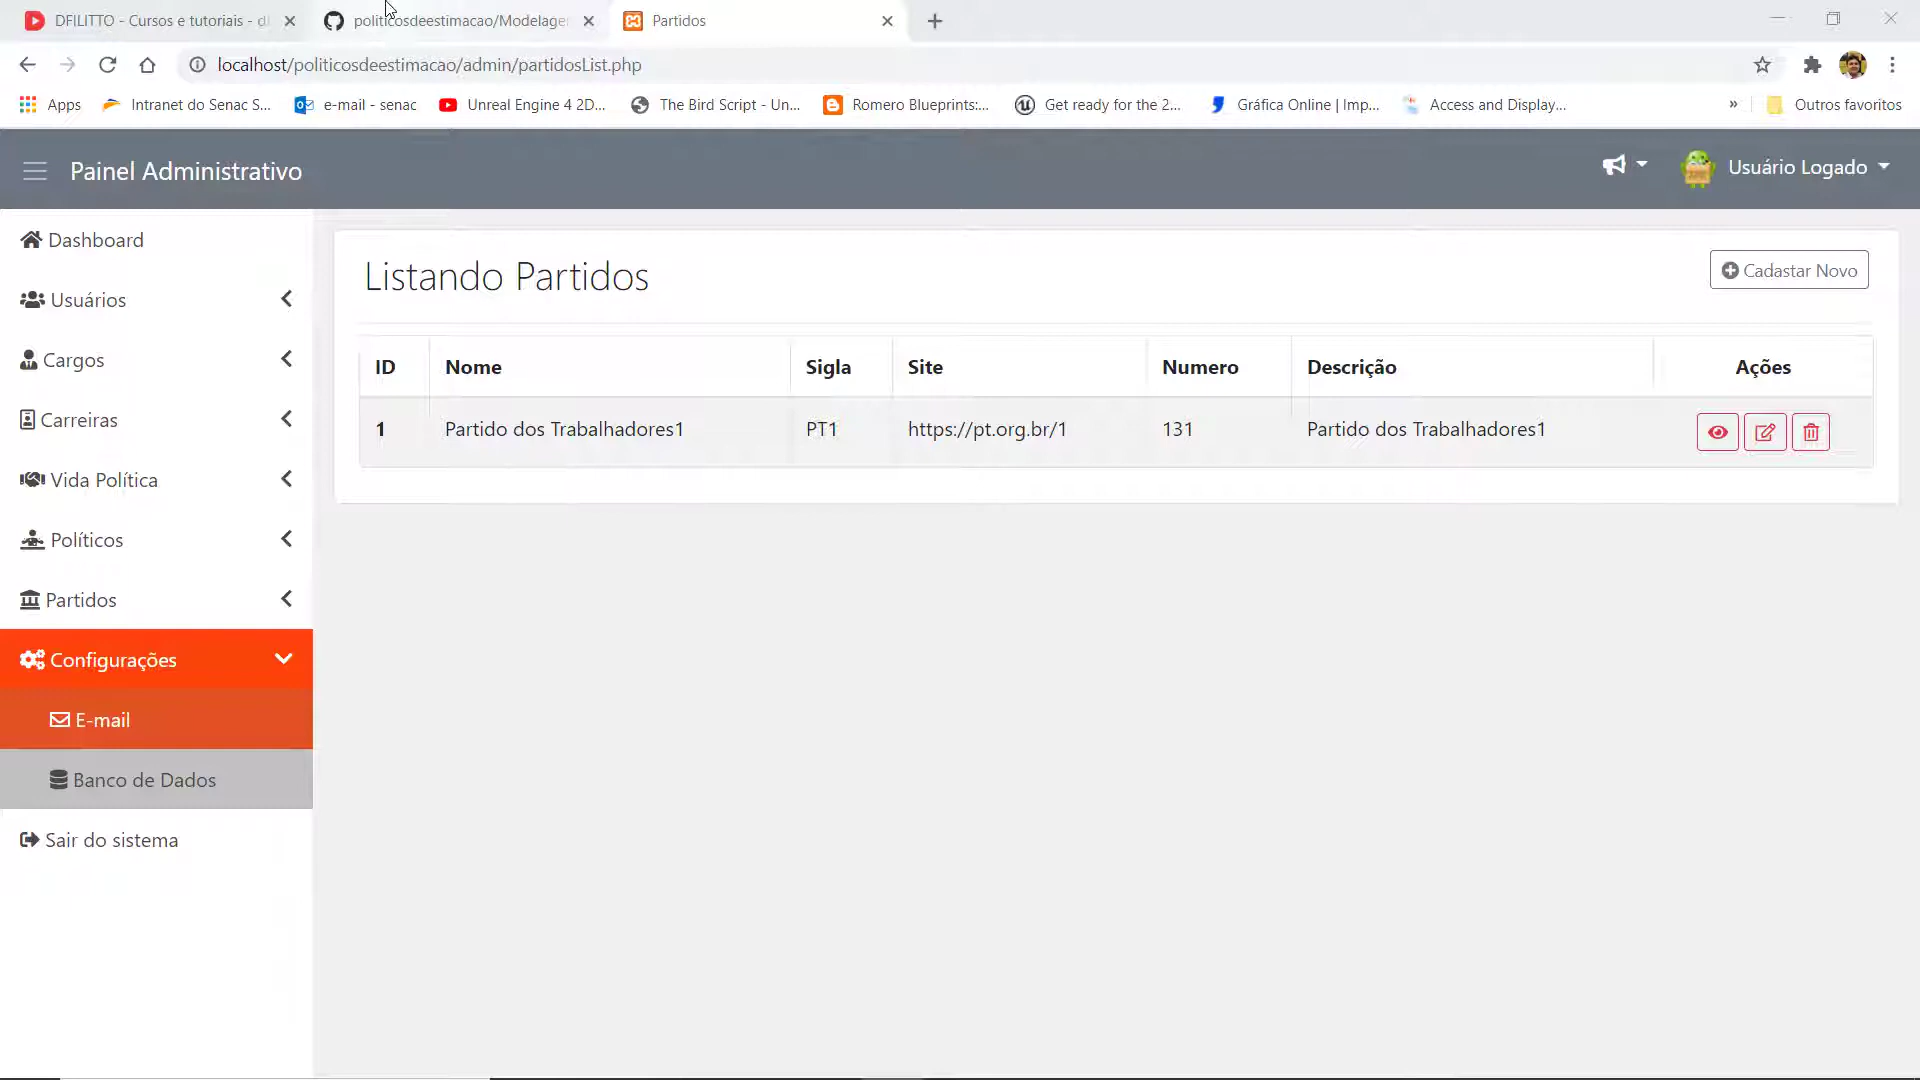 DFILITTO - Cursos e tutoriais - d
politicosdeestimacao/Modelage
Partidos
localhost/politicosdeestimacao/admin/partidosList.php
Apps
Intranet do Senac S...
e-mail - senac
Unreal Engine 4 2D...
The Bird Script - Un...
Romero Blueprints:...
Get ready for the 2...
Gráfica Online | Imp...
Access and Display...
»
Outros favoritos
Painel Administrativo
Usuário Logado
Dashboard
Usuários
Cargos
Carreiras
Vida Política
Políticos
Partidos
Configurações
E-mail
Banco de Dados
Sair do sistema
Listando Partidos
Cadastar Novo
ID Nome Sigla Site Numero Descrição Ações
1 Partido dos Trabalhadores1 PT1 https://pt.org.br/1 131 Partido dos Trabalhadores1